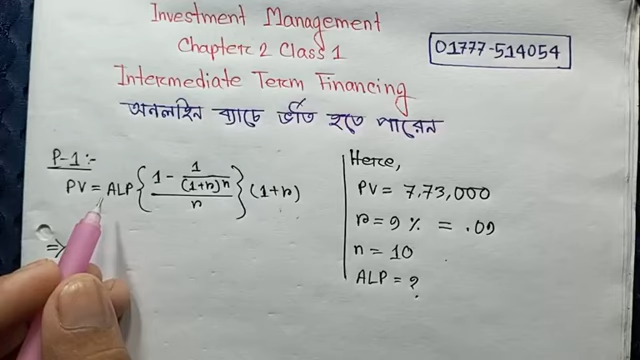 Investment Management
Chapter 2 Class 1
01777-514054
Intermediate Term Financing
অনলাইন ব্যাচে ভর্তি হতে পারেন
P-1:-
PV = ALP { 1 - 1/(1+r)n / r } (1+r)
=>
Here,
PV = 7,73,000
r = 9% = .09
n = 10
ALP = ?